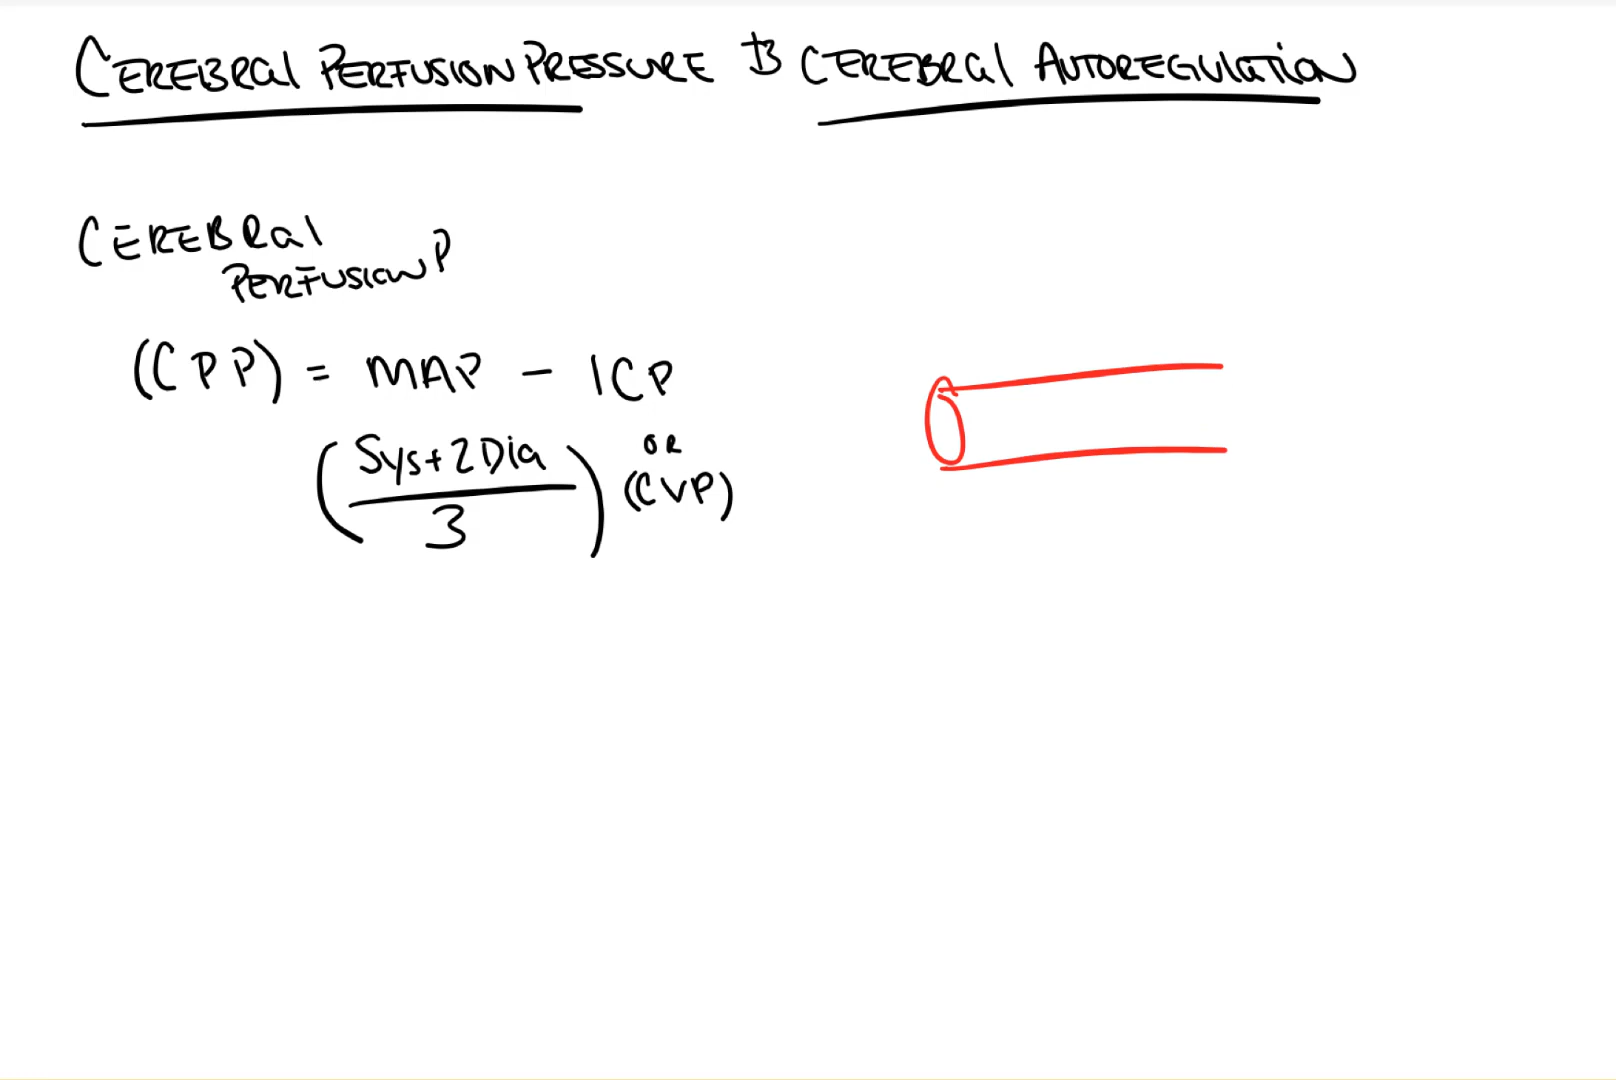 CEREBRal PERFUSION PRESSURE & CEREBRal AUTOREGULaTiON
CEREBRal
PERFUSION P
(CPP) = MAP - ICP
(Sys+2Dia / 3) OR (CVP)